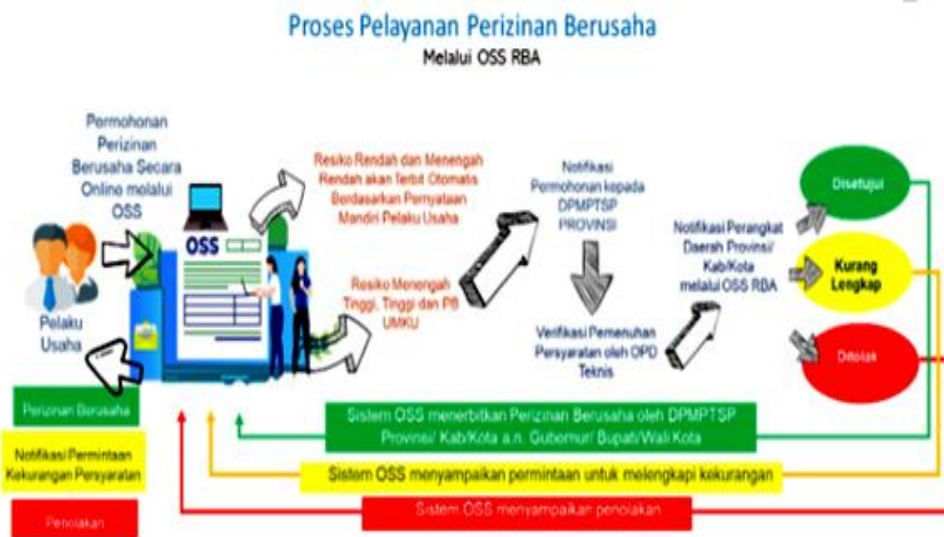 Proses Pelayanan Perizinan Berusaha
Melalui OSS RBA
Permohonan
Perizinan
Berusaha Secara
Online melalui
OSS
OSS
Pelaku
Usaha
Resiko Rendah dan Menengah
Rendah akan Terbit Otomatis
Berdasarkan Pernyataan
Mandiri Pelaku Usaha
Resiko Menengah
Tinggi, Tinggi dan PB
UMKU
Notifikasi
Permohonan kepada
DPMPTSP
PROVINSI
Verifikasi Pemenuhan
Persyaratan oleh OPD
Teknis
Notifikasi Perangkat
Daerah Provinsi/
Kab/Kota
melalui OSS RBA
Disetujui
Kurang
Lengkap
Ditolak
Perizinan Berusaha
Notifikasi Permintaan
Kekurangan Persyaratan
Penolakan
Sistem OSS menerbitkan Perizinan Berusaha oleh DPMPTSP
Provinsi/ Kab/Kota a.n. Gubernur/ Bupati/Wali Kota
Sistem OSS menyampaikan permintaan untuk melengkapi kekurangan
Sistem OSS menyampaikan penolakan